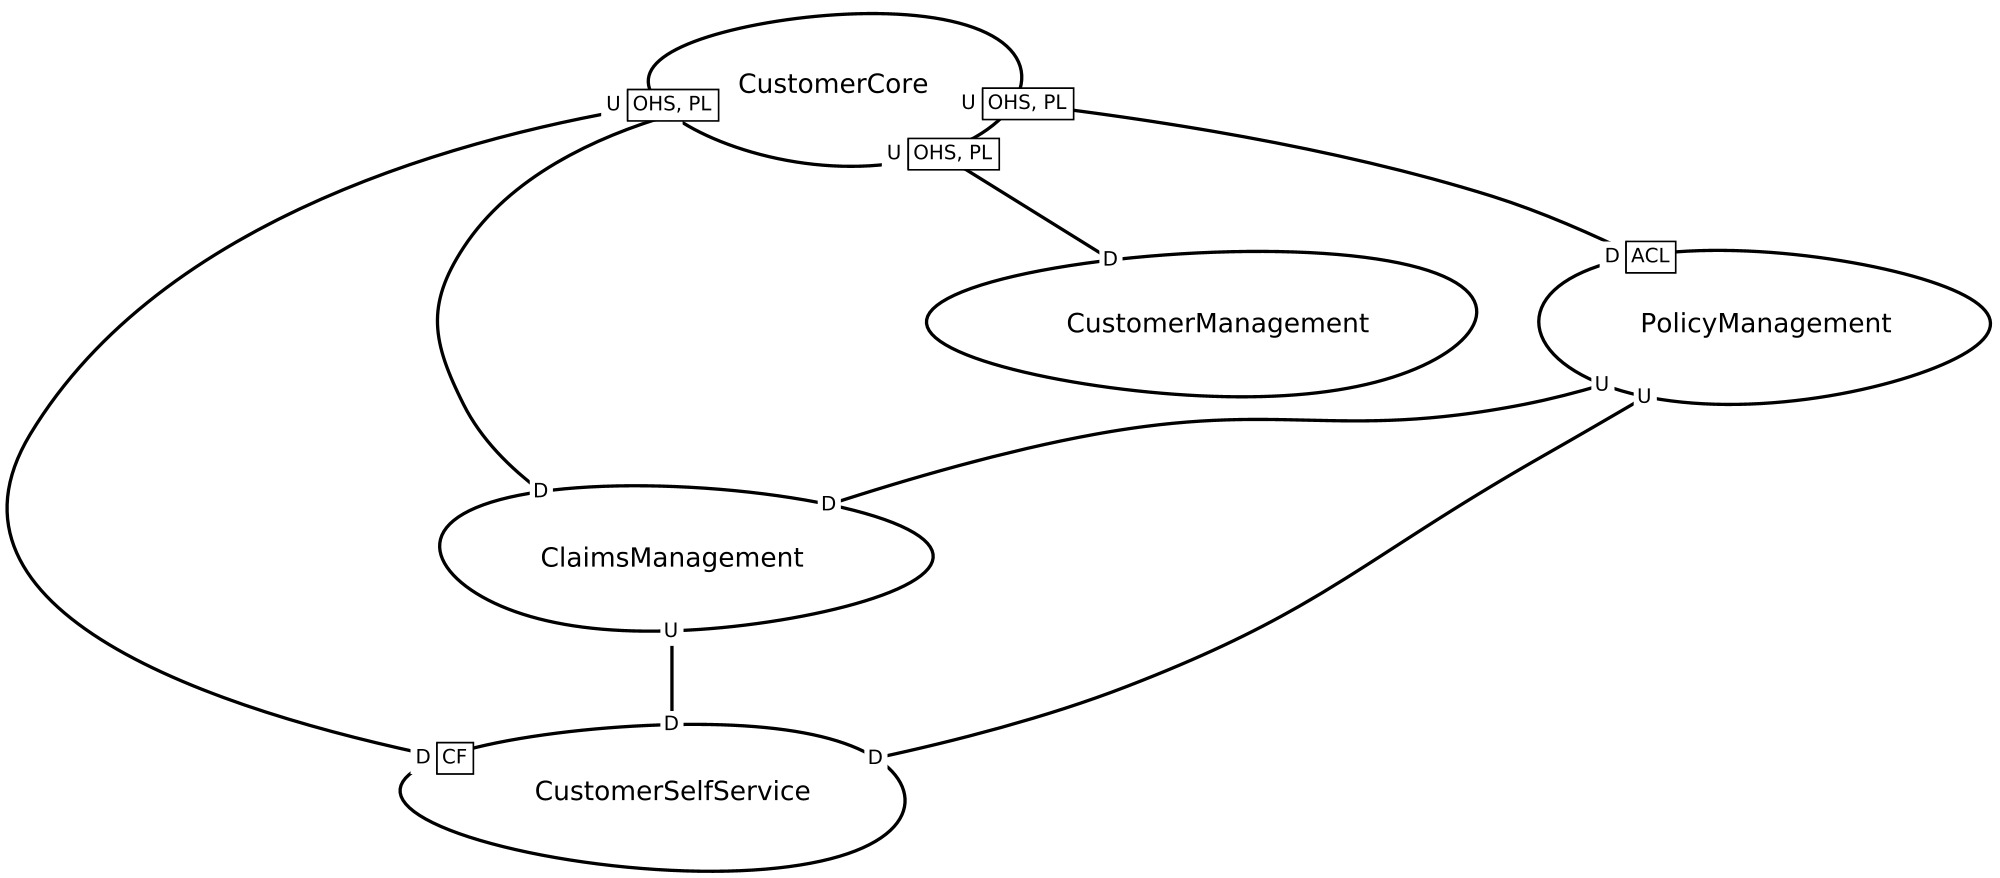 CustomerCore
U OHS, PL
U OHS, PL
U OHS, PL
D
D ACL
CustomerManagement
PolicyManagement
U
U
D
D
ClaimsManagement
U
D
D CF
D
CustomerSelfService